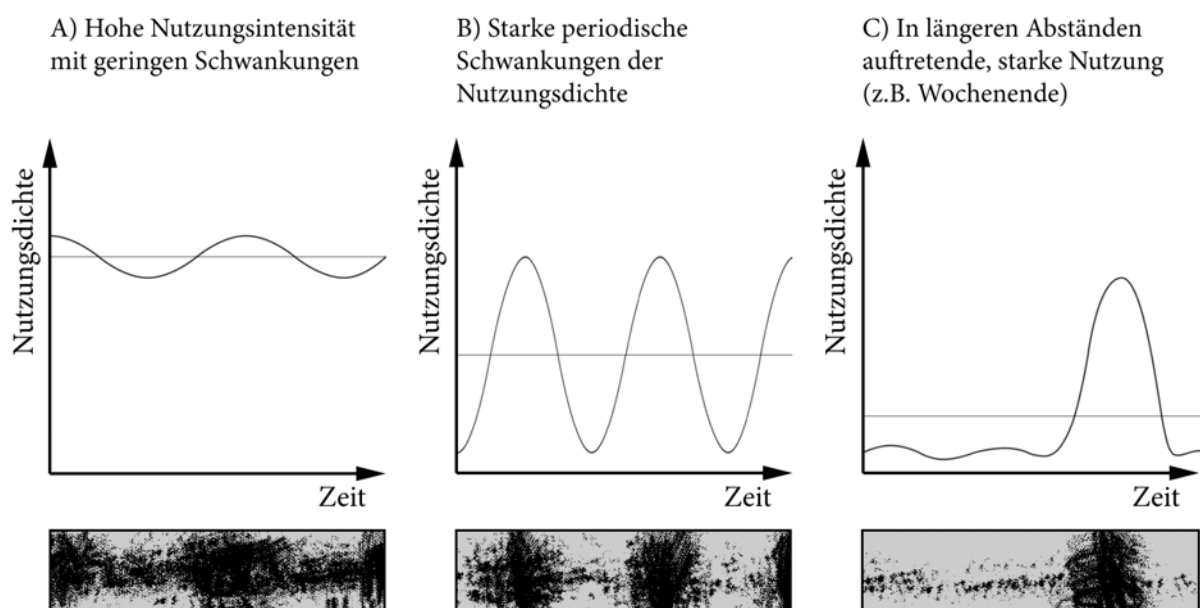 A) Hohe Nutzungsintensität
mit geringen Schwankungen
Nutzungsdichte
Zeit
B) Starke periodische
Schwankungen der
Nutzungsdichte
Nutzungsdichte
Zeit
C) In längeren Abständen
auftretende, starke Nutzung
(z.B. Wochenende)
Nutzungsdichte
Zeit